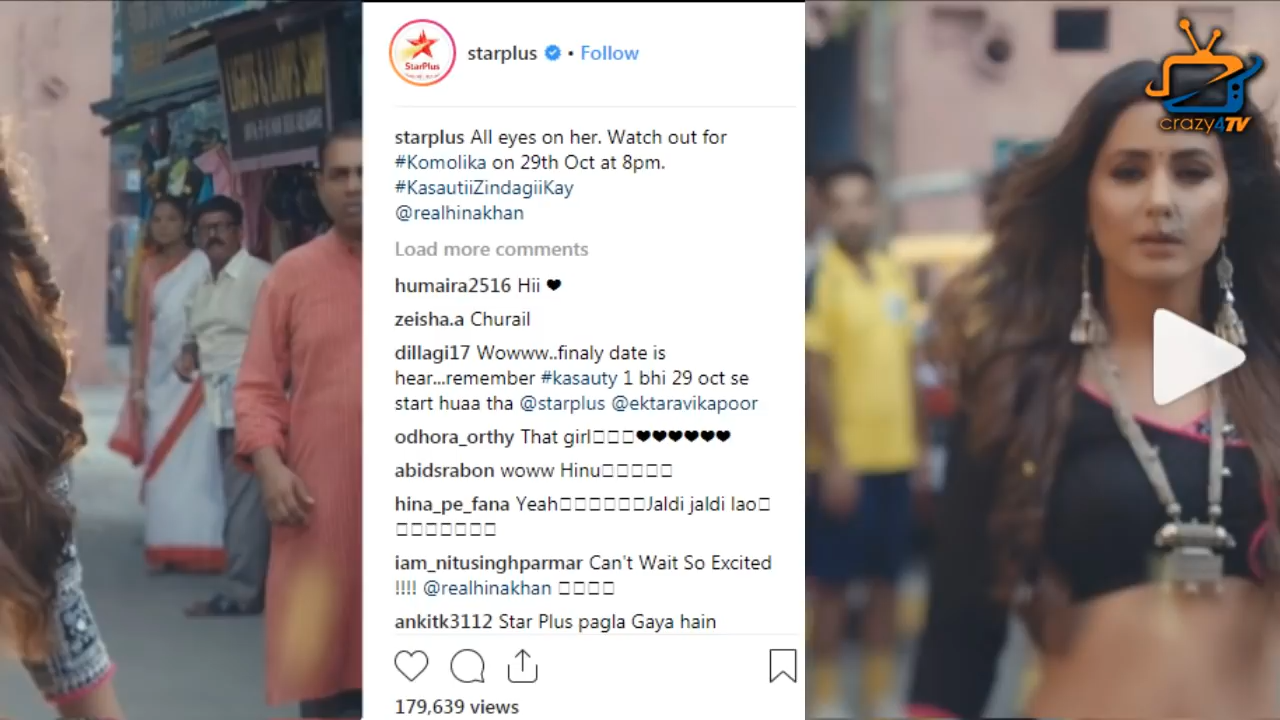 StarPlus
starplus • Follow
starplus All eyes on her. Watch out for
#Komolika on 29th Oct at 8pm.
#KasautiiZindagiiKay
@realhinakhan
Load more comments
humaira2516 Hii ❤
zeisha.a Churail
dillagi17 Wowww..finaly date is
hear...remember #kasauty 1 bhi 29 oct se
start huaa tha @starplus @ektaravikapoor
odhora_orthy That girl□□□❤❤❤❤❤❤
abidsrabon woww Hinu□□□□□
hina_pe_fana Yeah□□□□□□Jaldi jaldi lao□
□□□□□□□
iam_nitusinghparmar Can't Wait So Excited
!!!! @realhinakhan □□□□
ankitk3112 Star Plus pagla Gaya hain
179,639 views
crazy4TV